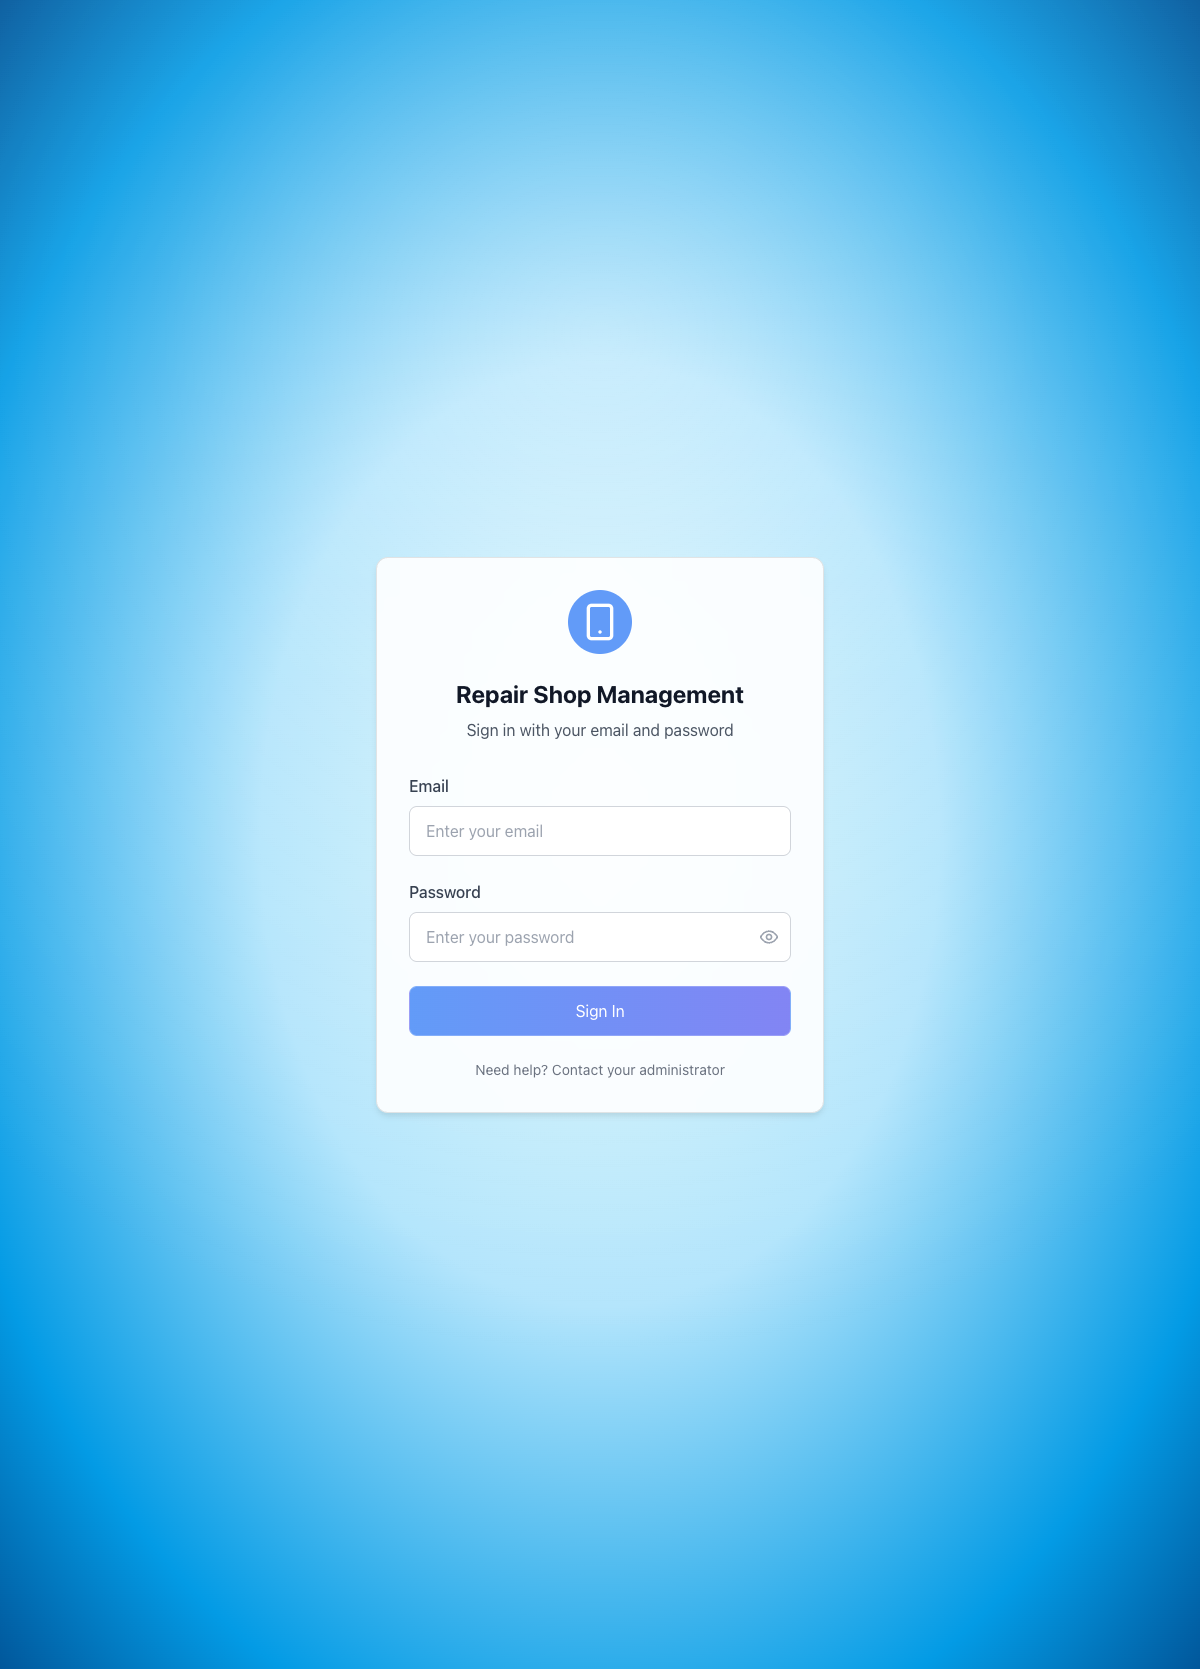 Repair Shop Management
Sign in with your email and password
Email
Enter your email
Password
Enter your password
Sign In
Need help? Contact your administrator